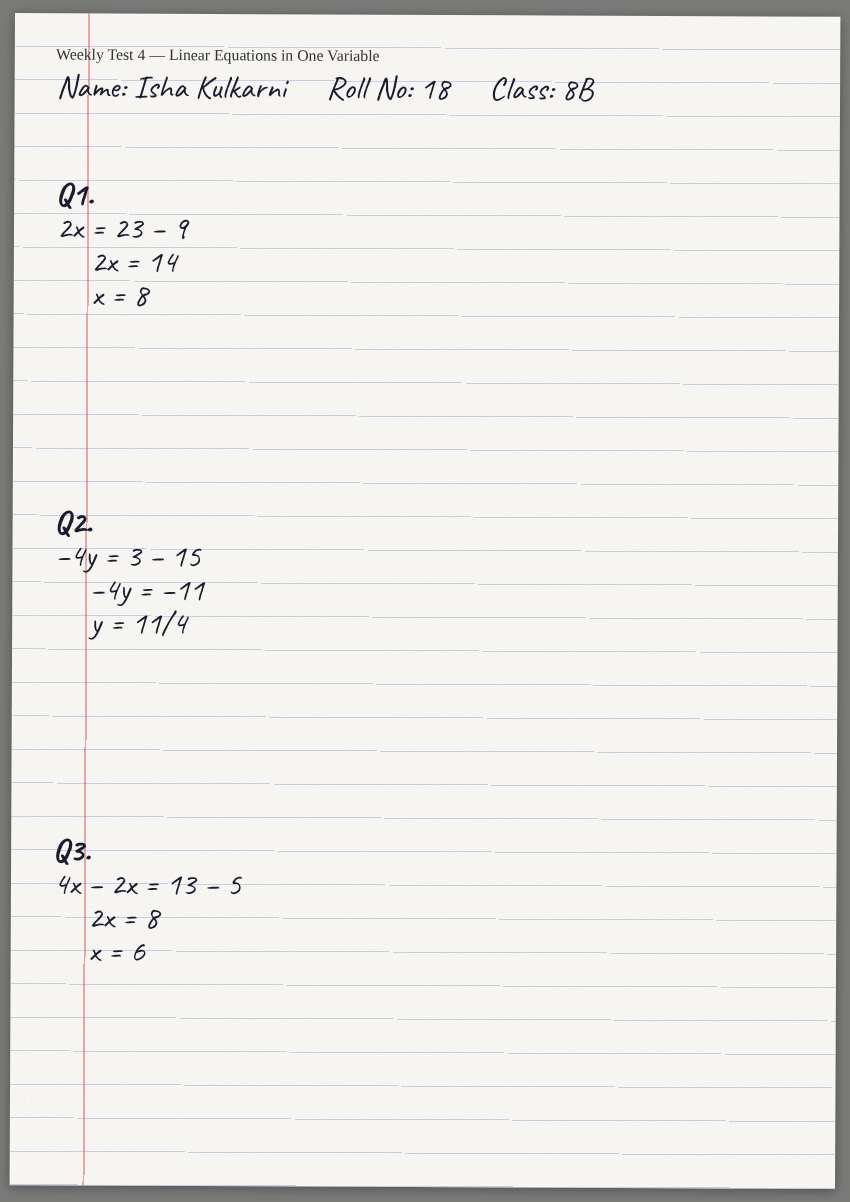 Weekly Test 4 — Linear Equations in One Variable
Name: Isha Kulkarni Roll No: 18 Class: 8B
Q1.
2x = 23 – 9
2x = 14
x = 8
Q2.
–4y = 3 – 15
–4y = –11
y = 11/4
Q3.
4x – 2x = 13 – 5
2x = 8
x = 6